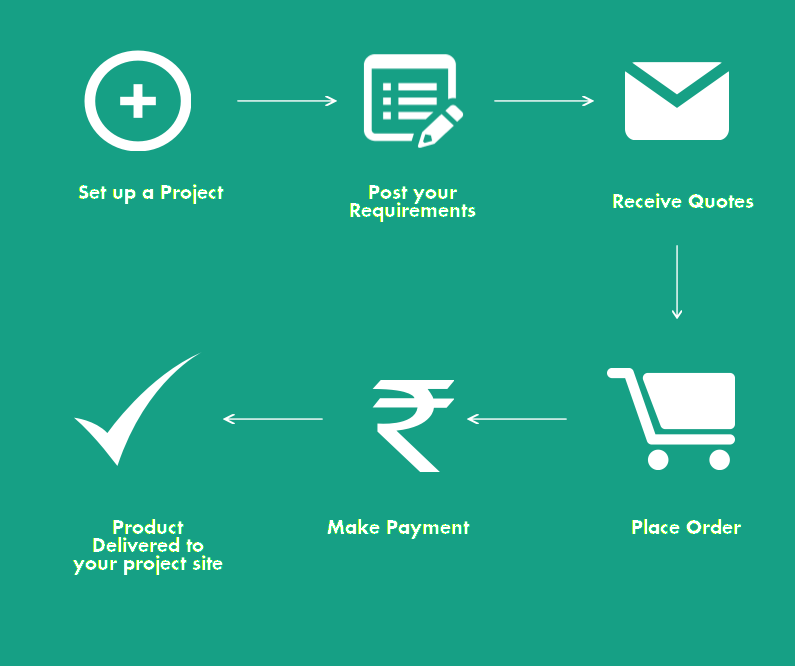 Set up a Project
Post your
Requirements
Receive Quotes
Place Order
Make Payment
Product
Delivered to
your project site